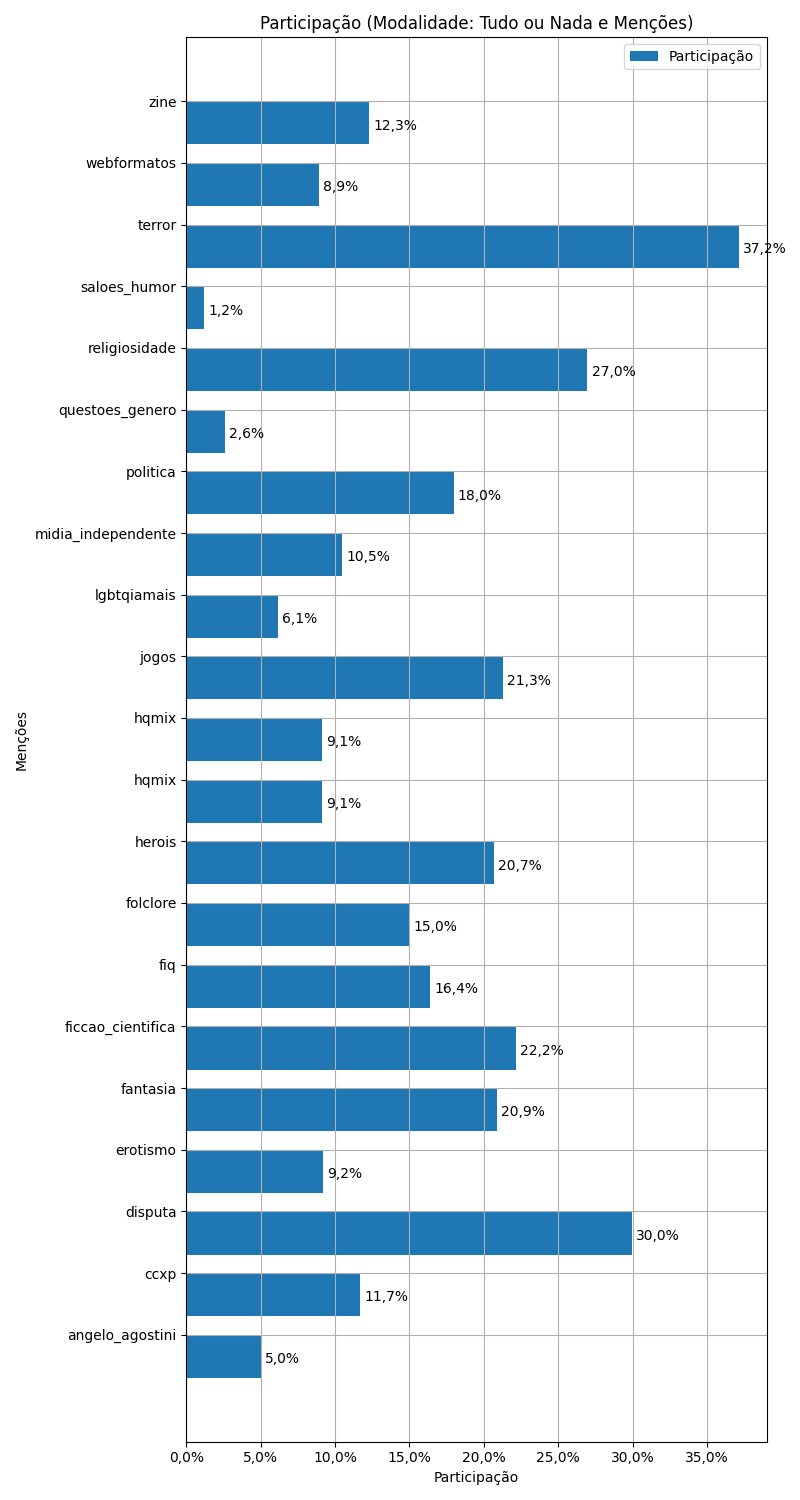 Participação (Modalidade: Tudo ou Nada e Menções)
Participação
zine
12,3%
webformatos
8,9%
terror
37,2%
saloes_humor
1,2%
religiosidade
27,0%
questoes_genero
2,6%
politica
18,0%
midia_independente
10,5%
lgbtqiamais
6,1%
jogos
21,3%
hqmix
9,1%
hqmix
9,1%
herois
20,7%
folclore
15,0%
fiq
16,4%
ficcao_cientifica
22,2%
fantasia
20,9%
erotismo
9,2%
disputa
30,0%
ccxp
11,7%
angelo_agostini
5,0%
Menções
0,0% 5,0% 10,0% 15,0% 20,0% 25,0% 30,0% 35,0%
Participação